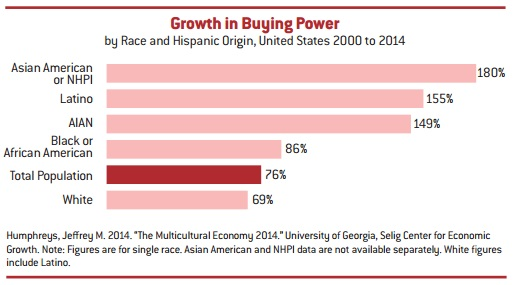 Growth in Buying Power
by Race and Hispanic Origin, United States 2000 to 2014
Asian American
or NHPI
180%
Latino
155%
AIAN
149%
Black or
African American
86%
Total Population
76%
White
69%
Humphreys, Jeffrey M. 2014. "The Multicultural Economy 2014." University of Georgia, Selig Center for Economic
Growth. Note: Figures are for single race. Asian American and NHPI data are not available separately. White figures
include Latino.